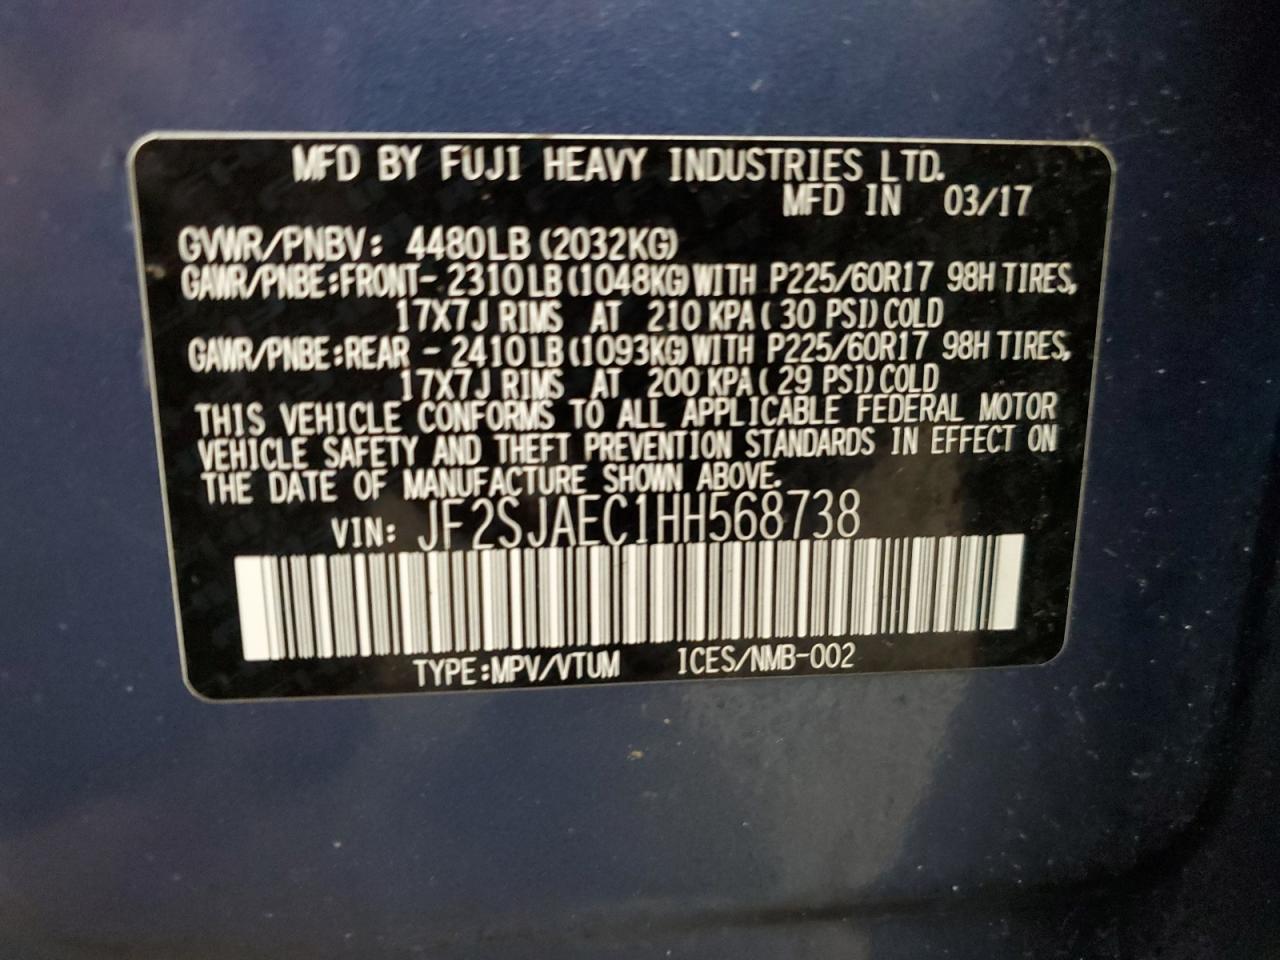 MFD BY FUJI HEAVY INDUSTRIES LTD.
MFD IN 03/17
GVWR/PNBV: 4480LB (2032KG)
GAWR/PNBE:FRONT- 2310 LB (1048KG) WITH P225/60R17 98H TIRES,
17X7J RIMS AT 210 KPA ( 30 PSI) COLD
GAWR/PNBE:REAR - 2410 LB (1093KG) WITH P225/60R17 98H TIRES,
17X7J RIMS AT 200 KPA ( 29 PSI) COLD
THIS VEHICLE CONFORMS TO ALL APPLICABLE FEDERAL MOTOR
VEHICLE SAFETY AND THEFT PREVENTION STANDARDS IN EFFECT ON
THE DATE OF MANUFACTURE SHOWN ABOVE.
VIN: JF2SJAEC1HH568738
TYPE:MPV/VTUM ICES/NMB-002